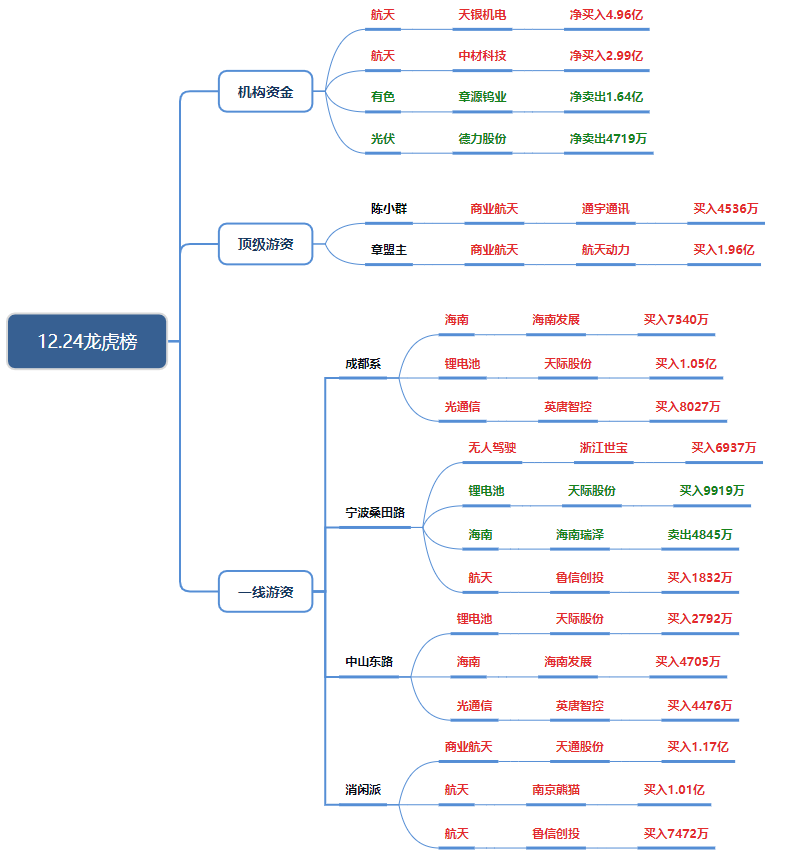 12.24龙虎榜
机构资金
航天 天银机电 净买入4.96亿
航天 中材科技 净买入2.99亿
有色 章源钨业 净卖出1.64亿
光伏 德力股份 净卖出4719万
顶级游资
陈小群 商业航天 通宇通讯 买入4536万
章盟主 商业航天 航天动力 买入1.96亿
一线游资
成都系
海南 海南发展 买入7340万
锂电池 天际股份 买入1.05亿
光通信 英唐智控 买入8027万
宁波桑田路
无人驾驶 浙江世宝 买入6937万
锂电池 天际股份 买入9919万
海南 海南瑞泽 卖出4845万
航天 鲁信创投 买入1832万
中山东路
锂电池 天际股份 买入2792万
海南 海南发展 买入4705万
光通信 英唐智控 买入4476万
消闲派
商业航天 天通股份 买入1.17亿
航天 南京熊猫 买入1.01亿
航天 鲁信创投 买入7472万